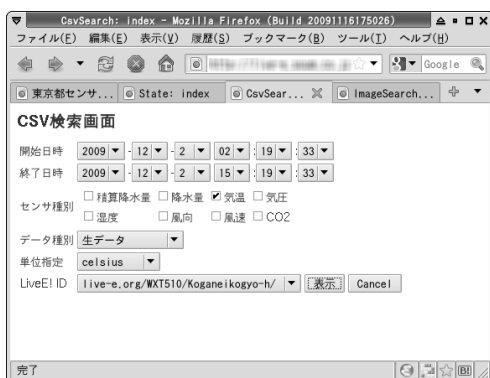 CsvSearch: index - Mozilla Firefox (Build 20091116175026)
ファイル(F) 編集(E) 表示(V) 履歴(S) ブックマーク(B) ツール(T) ヘルプ(H)
Google
東京都センサ... State: index CsvSear... ImageSearch...
CSV検索画面
開始日時 2009 - 12 - 2 02 : 19 : 33
終了日時 2009 - 12 - 2 15 : 19 : 33
センサ種別 積算降水量 降水量 気温 気圧
湿度 風向 風速 CO2
データ種別 生データ
単位指定 celsius
LiveE! ID live-e.org/WXT510/Koganeikogyo-h/ 表示 Cancel
完了